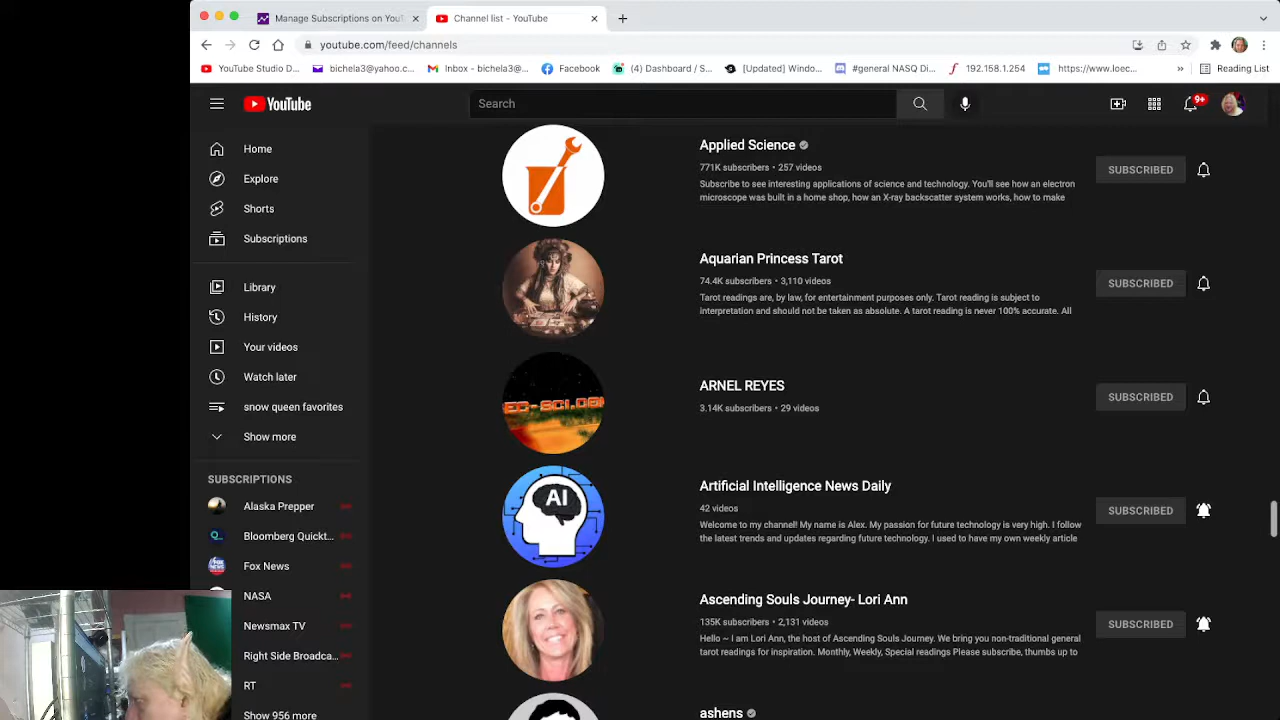 Manage Subscriptions on You
Channel list - YouTube
youtube.com/feed/channels
YouTube Studio D...
bichela3@yahoo.c...
Inbox - bichela3@...
Facebook
(4) Dashboard / S...
[Updated] Windo...
#general NASQ Di...
192.158.1.254
https://www.loec...
»
Reading List
YouTube
Search
9+
Home
Explore
Shorts
Subscriptions
Library
History
Your videos
Watch later
snow queen favorites
Show more
SUBSCRIPTIONS
Alaska Prepper
Bloomberg Quickt...
Fox News
NASA
Newsmax TV
Right Side Broadca...
RT
Show 956 more
Applied Science
771K subscribers • 257 videos
Subscribe to see interesting applications of science and technology. You'll see how an electron
microscope was built in a home shop, how an X-ray backscatter system works, how to make
SUBSCRIBED
Aquarian Princess Tarot
74.4K subscribers • 3,110 videos
Tarot readings are, by law, for entertainment purposes only. Tarot reading is subject to
interpretation and should not be taken as absolute. A tarot reading is never 100% accurate. All
SUBSCRIBED
EC-SCI.COM
ARNEL REYES
3.14K subscribers • 29 videos
SUBSCRIBED
AI
Artificial Intelligence News Daily
42 videos
Welcome to my channel! My name is Alex. My passion for future technology is very high. I follow
the latest trends and updates regarding future technology. I used to have my own weekly article
SUBSCRIBED
Ascending Souls Journey- Lori Ann
135K subscribers • 2,131 videos
Hello ~ I am Lori Ann, the host of Ascending Souls Journey. We bring you non-traditional general
tarot readings for inspiration. Monthly, Weekly, Special readings Please subscribe, thumbs up to
SUBSCRIBED
ashens